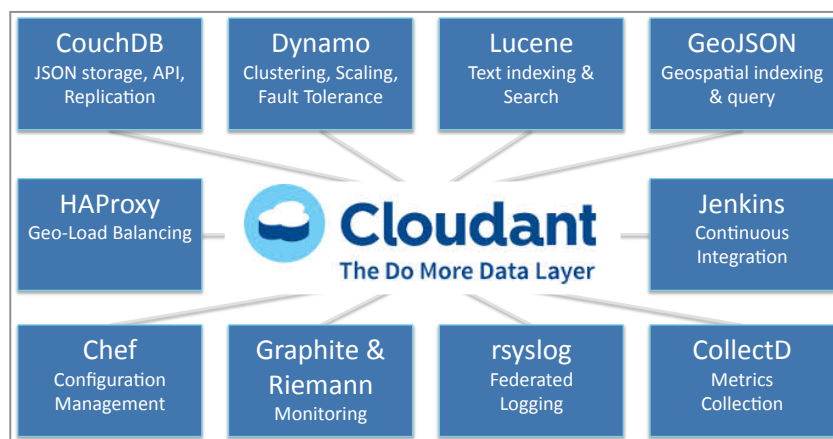 CouchDB
JSON storage, API,
Replication
Dynamo
Clustering, Scaling,
Fault Tolerance
Lucene
Text indexing &
Search
GeoJSON
Geospatial indexing
& query
HAProxy
Geo-Load Balancing
Cloudant
The Do More Data Layer
Jenkins
Continuous
Integration
Chef
Configuration
Management
Graphite &
Riemann
Monitoring
rsyslog
Federated
Logging
CollectD
Metrics
Collection